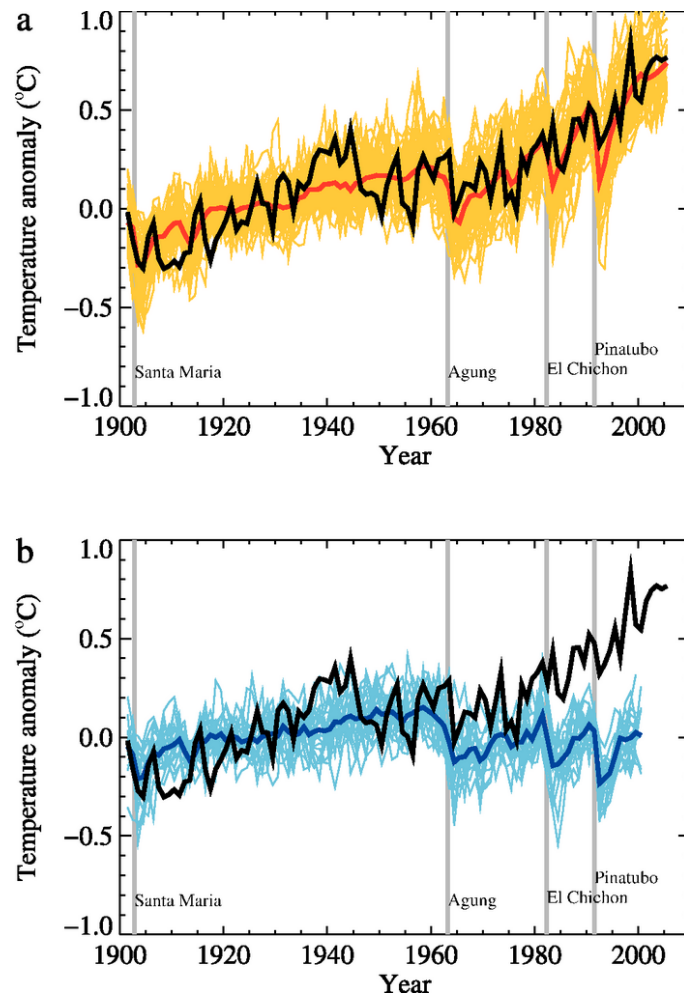 a
Temperature anomaly (°C)
1.0
0.5
0.0
−0.5
−1.0
Santa Maria
Agung
El Chichon
Pinatubo
1900 1920 1940 1960 1980 2000
Year
b
Temperature anomaly (°C)
1.0
0.5
0.0
−0.5
−1.0
Santa Maria
Agung
El Chichon
Pinatubo
1900 1920 1940 1960 1980 2000
Year